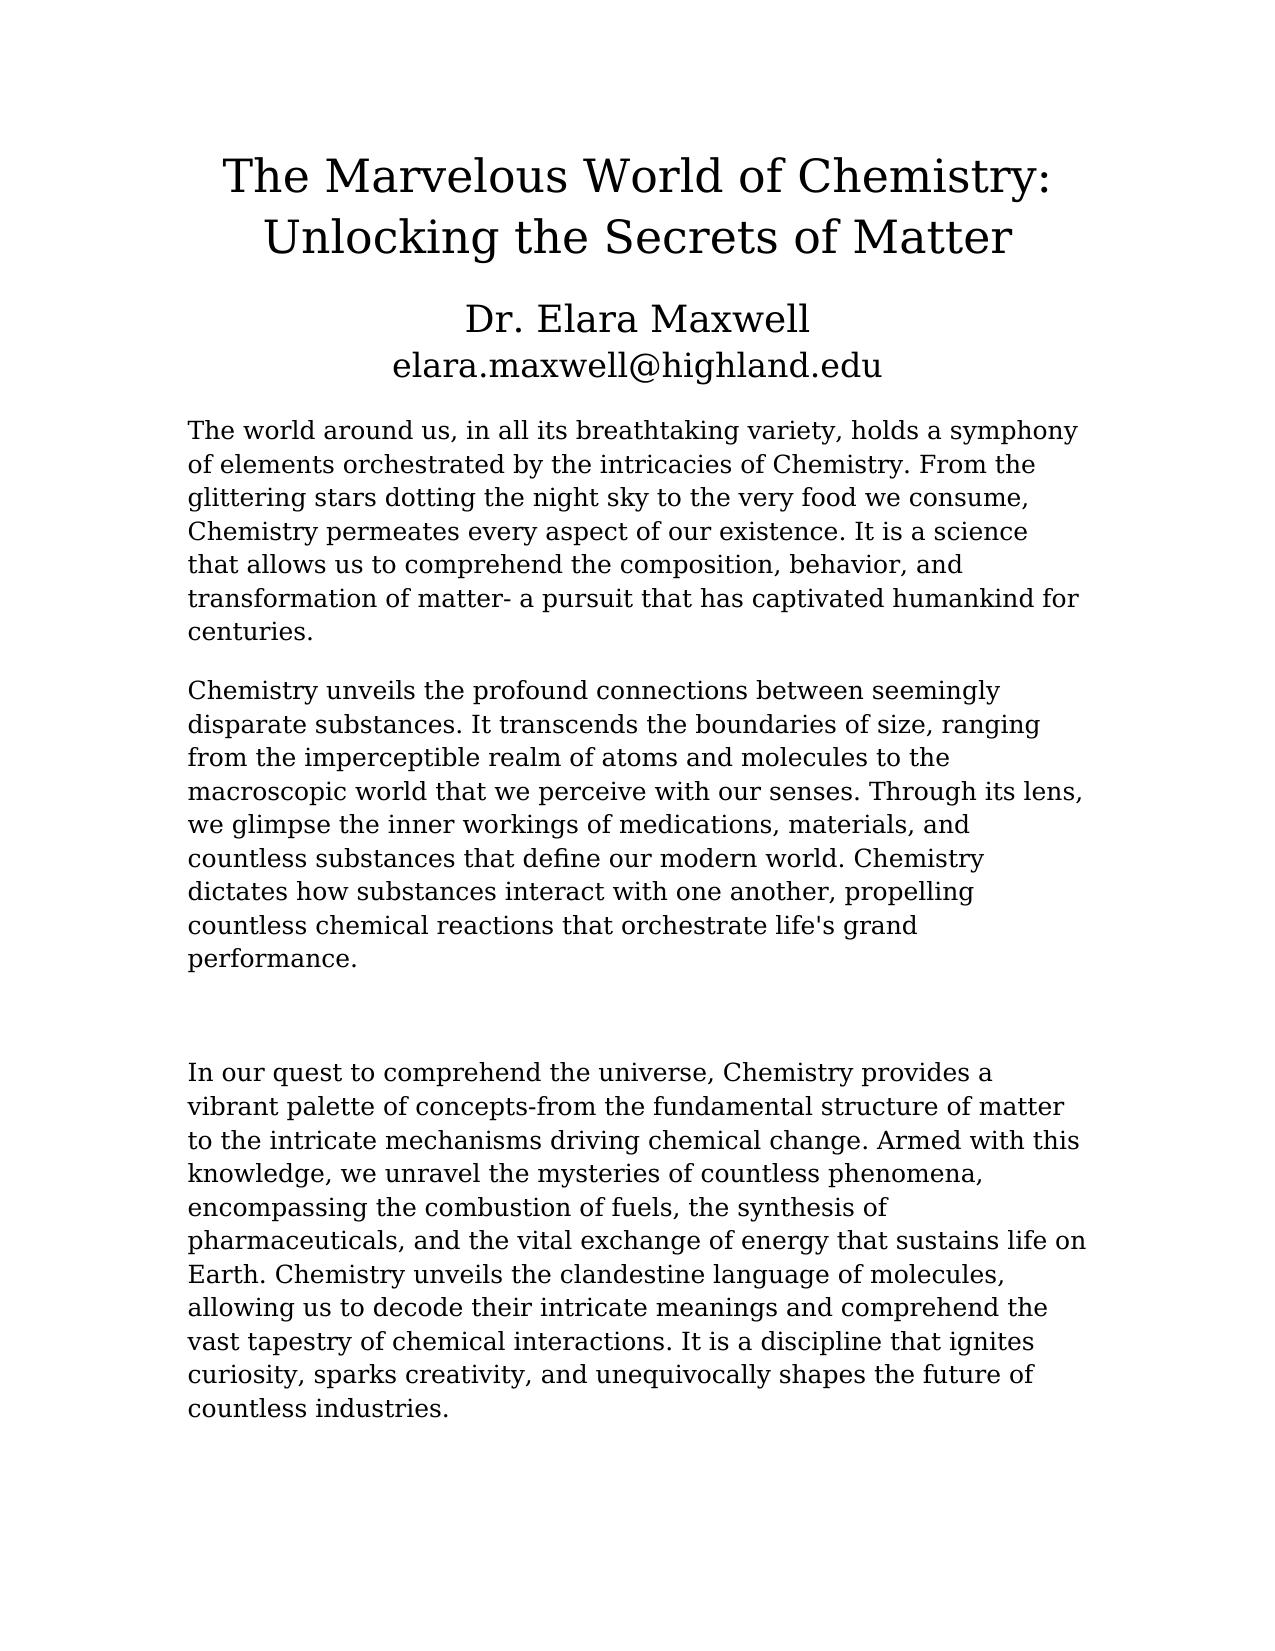 The Marvelous World of Chemistry:
Unlocking the Secrets of Matter
Dr. Elara Maxwell
elara.maxwell@highland.edu
The world around us, in all its breathtaking variety, holds a symphony
of elements orchestrated by the intricacies of Chemistry. From the
glittering stars dotting the night sky to the very food we consume,
Chemistry permeates every aspect of our existence. It is a science
that allows us to comprehend the composition, behavior, and
transformation of matter- a pursuit that has captivated humankind for
centuries.
Chemistry unveils the profound connections between seemingly
disparate substances. It transcends the boundaries of size, ranging
from the imperceptible realm of atoms and molecules to the
macroscopic world that we perceive with our senses. Through its lens,
we glimpse the inner workings of medications, materials, and
countless substances that define our modern world. Chemistry
dictates how substances interact with one another, propelling
countless chemical reactions that orchestrate life's grand
performance.
In our quest to comprehend the universe, Chemistry provides a
vibrant palette of concepts-from the fundamental structure of matter
to the intricate mechanisms driving chemical change. Armed with this
knowledge, we unravel the mysteries of countless phenomena,
encompassing the combustion of fuels, the synthesis of
pharmaceuticals, and the vital exchange of energy that sustains life on
Earth. Chemistry unveils the clandestine language of molecules,
allowing us to decode their intricate meanings and comprehend the
vast tapestry of chemical interactions. It is a discipline that ignites
curiosity, sparks creativity, and unequivocally shapes the future of
countless industries.